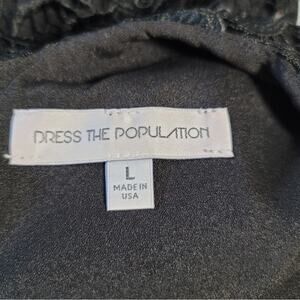 DRESS THE POPULATION
L
MADE IN
USA